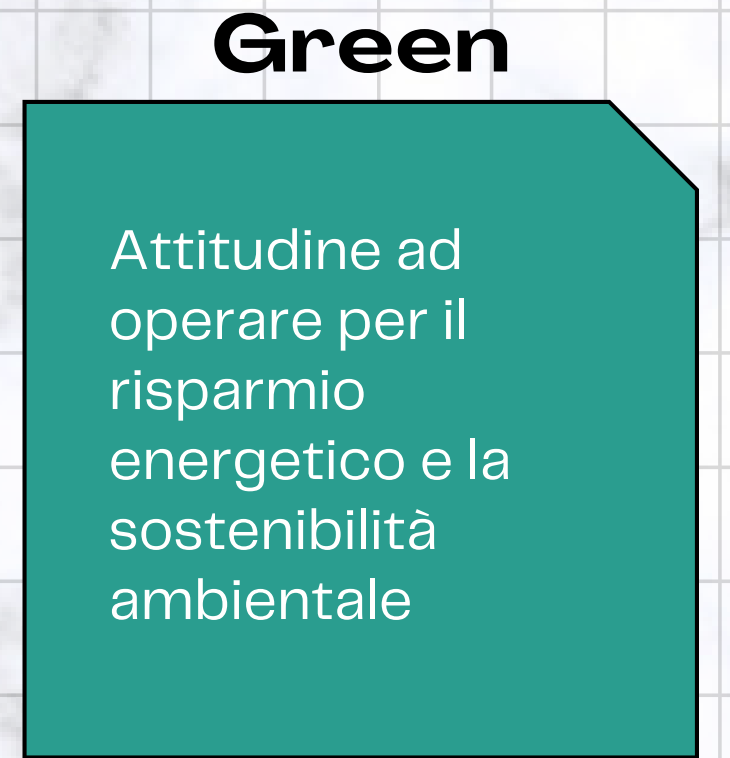 Green
Attitudine ad
operare per il
risparmio
energetico e la
sostenibilità
ambientale